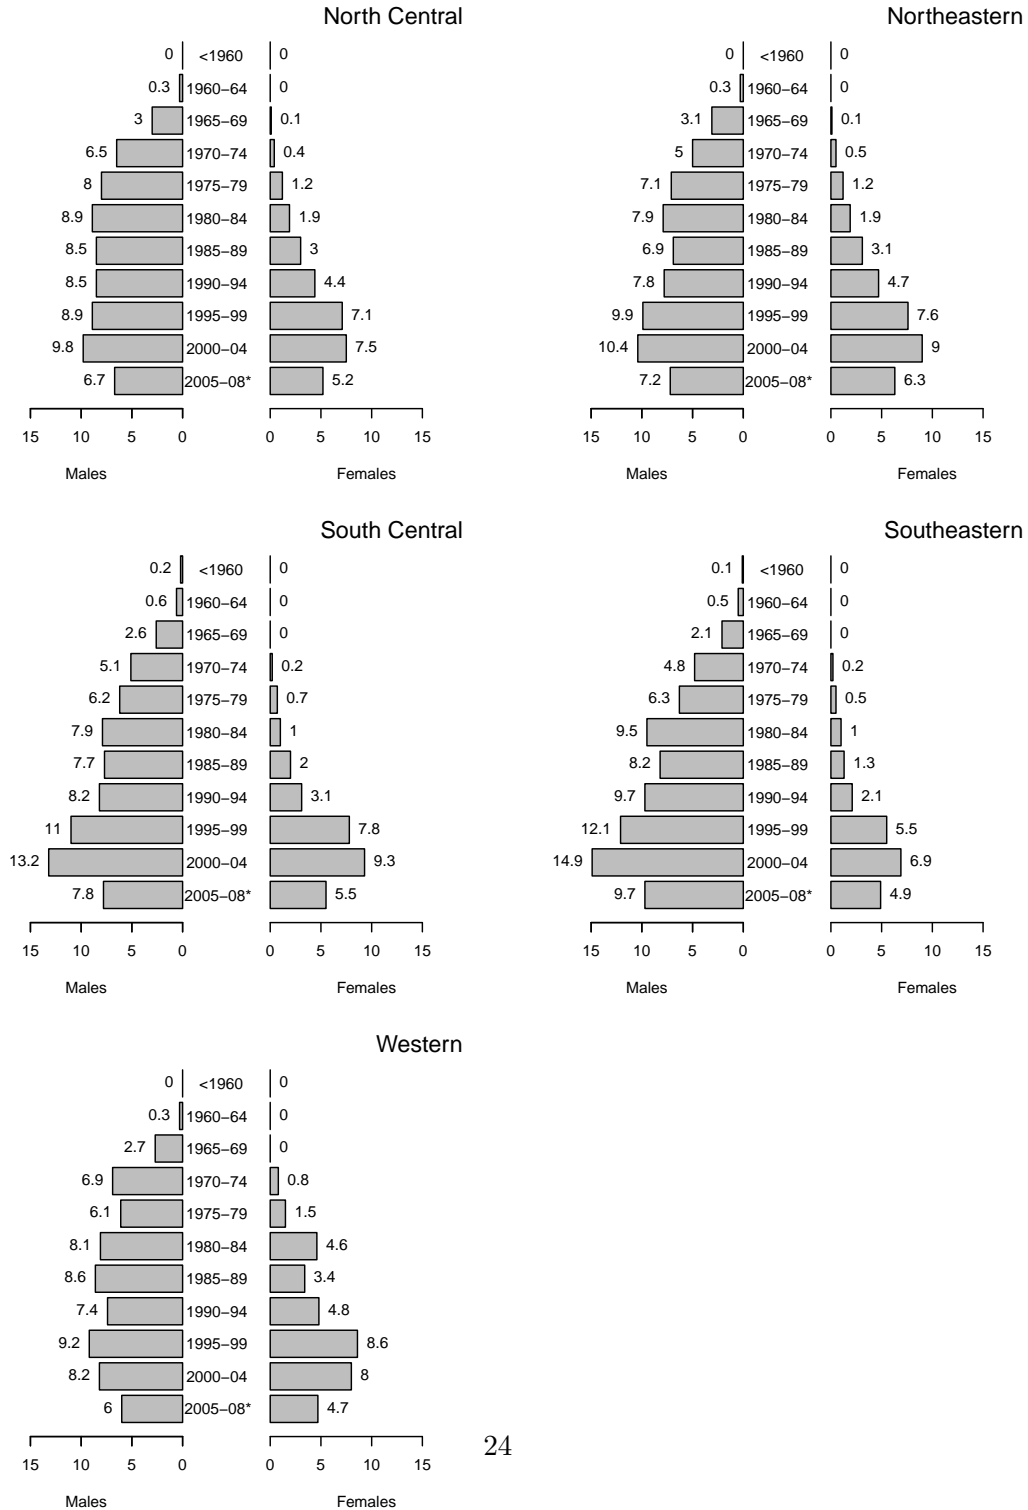 North Central
0 <1960 0
0.3 1960−64 0
3 1965−69 0.1
6.5 1970−74 0.4
8 1975−79 1.2
8.9 1980−84 1.9
8.5 1985−89 3
8.5 1990−94 4.4
8.9 1995−99 7.1
9.8 2000−04 7.5
6.7 2005−08* 5.2
15 10 5 0 0 5 10 15
Males Females
Northeastern
0 <1960 0
0.3 1960−64 0
3.1 1965−69 0.1
5 1970−74 0.5
7.1 1975−79 1.2
7.9 1980−84 1.9
6.9 1985−89 3.1
7.8 1990−94 4.7
9.9 1995−99 7.6
10.4 2000−04 9
7.2 2005−08* 6.3
15 10 5 0 0 5 10 15
Males Females
South Central
0.2 <1960 0
0.6 1960−64 0
2.6 1965−69 0
5.1 1970−74 0.2
6.2 1975−79 0.7
7.9 1980−84 1
7.7 1985−89 2
8.2 1990−94 3.1
11 1995−99 7.8
13.2 2000−04 9.3
7.8 2005−08* 5.5
15 10 5 0 0 5 10 15
Males Females
Southeastern
0.1 <1960 0
0.5 1960−64 0
2.1 1965−69 0
4.8 1970−74 0.2
6.3 1975−79 0.5
9.5 1980−84 1
8.2 1985−89 1.3
9.7 1990−94 2.1
12.1 1995−99 5.5
14.9 2000−04 6.9
9.7 2005−08* 4.9
15 10 5 0 0 5 10 15
Males Females
Western
0 <1960 0
0.3 1960−64 0
2.7 1965−69 0
6.9 1970−74 0.8
6.1 1975−79 1.5
8.1 1980−84 4.6
8.6 1985−89 3.4
7.4 1990−94 4.8
9.2 1995−99 8.6
8.2 2000−04 8
6 2005−08* 4.7
15 10 5 0 0 5 10 15
Males Females
24